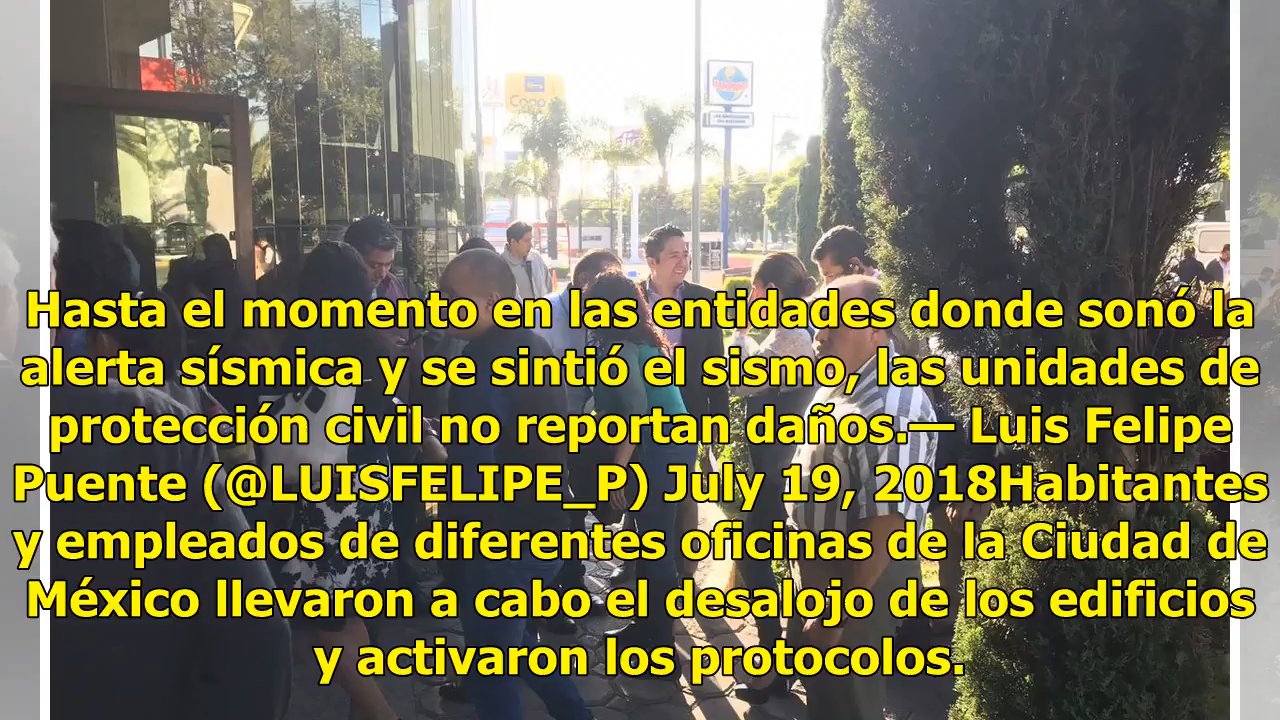 Hasta el momento en las entidades donde sonó la
alerta sísmica y se sintió el sismo, las unidades de
protección civil no reportan daños.— Luis Felipe
Puente (@LUISFELIPE_P) July 19, 2018Habitantes
y empleados de diferentes oficinas de la Ciudad de
México llevaron a cabo el desalojo de los edificios
y activaron los protocolos.